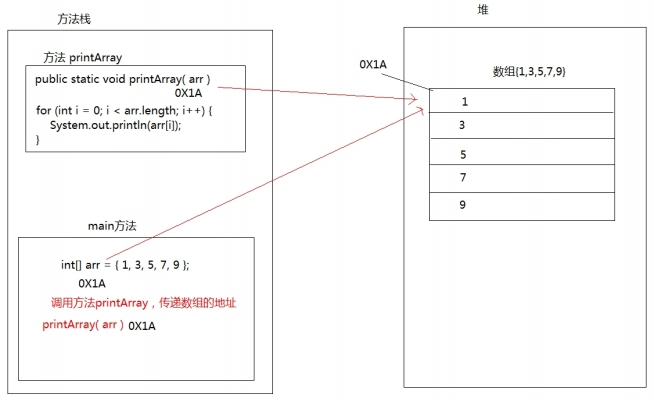 方法栈
方法 printArray
public static void printArray( arr )
0X1A
for (int i = 0; i < arr.length; i++) {
System.out.println(arr[i]);
}
main方法
int[] arr = { 1, 3, 5, 7, 9 };
0X1A
调用方法printArray，传递数组的地址
printArray( arr ) 0X1A
堆
0X1A
数组{1,3,5,7,9}
1
3
5
7
9